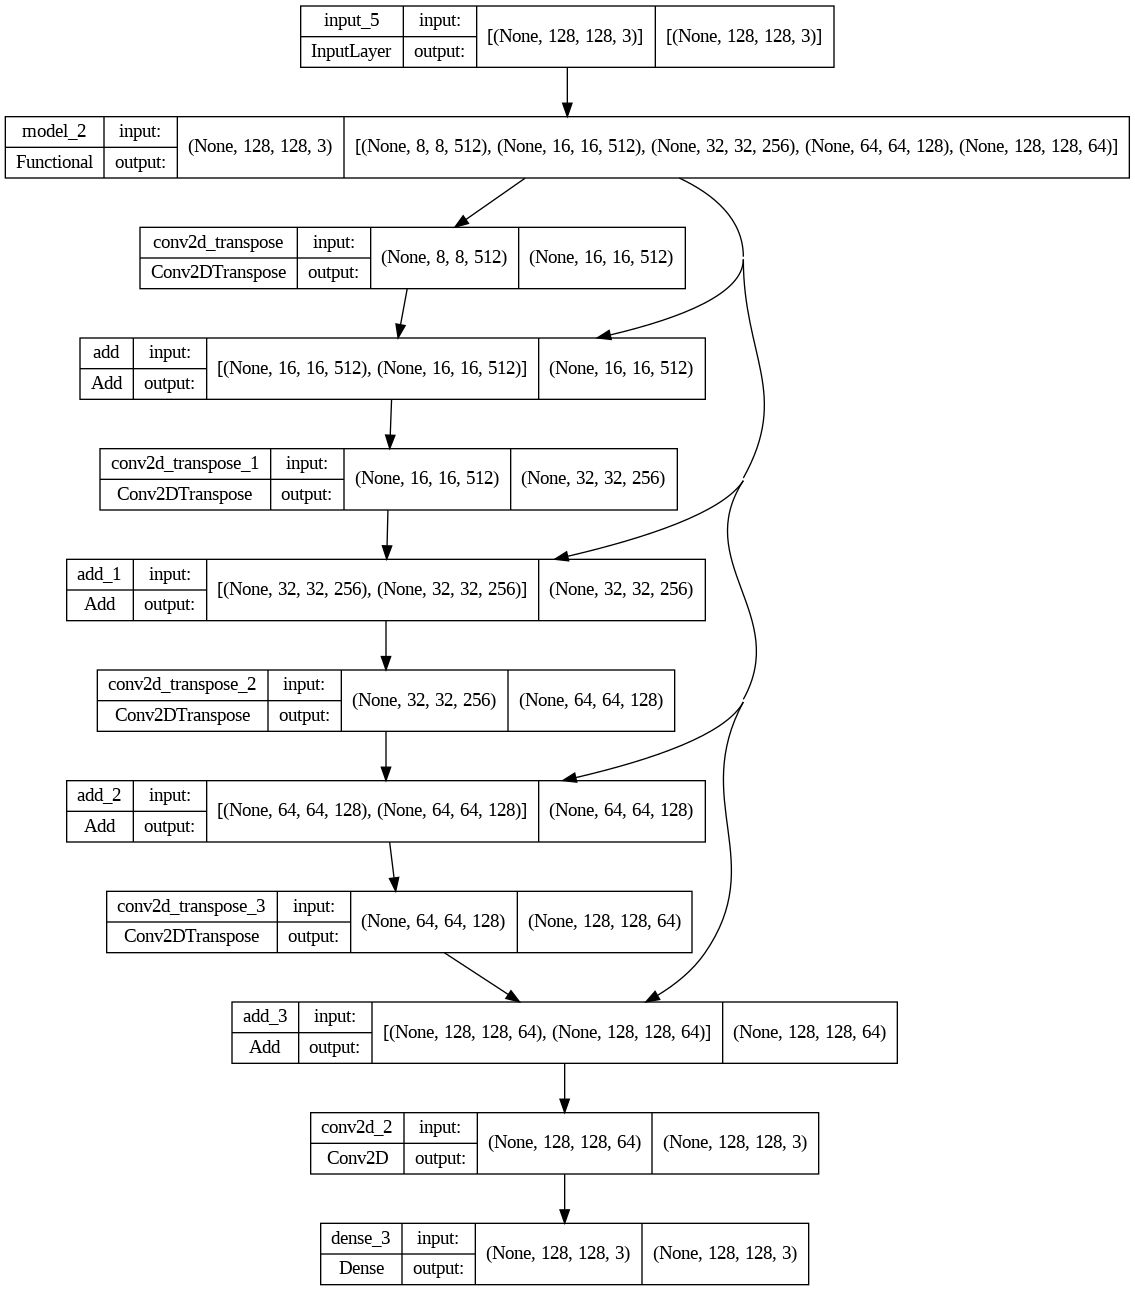 input_5 input: [(None, 128, 128, 3)] [(None, 128, 128, 3)]
InputLayer output:
model_2 input: (None, 128, 128, 3) [(None, 8, 8, 512), (None, 16, 16, 512), (None, 32, 32, 256), (None, 64, 64, 128), (None, 128, 128, 64)]
Functional output:
conv2d_transpose input: (None, 8, 8, 512) (None, 16, 16, 512)
Conv2DTranspose output:
add input: [(None, 16, 16, 512), (None, 16, 16, 512)] (None, 16, 16, 512)
Add output:
conv2d_transpose_1 input: (None, 16, 16, 512) (None, 32, 32, 256)
Conv2DTranspose output:
add_1 input: [(None, 32, 32, 256), (None, 32, 32, 256)] (None, 32, 32, 256)
Add output:
conv2d_transpose_2 input: (None, 32, 32, 256) (None, 64, 64, 128)
Conv2DTranspose output:
add_2 input: [(None, 64, 64, 128), (None, 64, 64, 128)] (None, 64, 64, 128)
Add output:
conv2d_transpose_3 input: (None, 64, 64, 128) (None, 128, 128, 64)
Conv2DTranspose output:
add_3 input: [(None, 128, 128, 64), (None, 128, 128, 64)] (None, 128, 128, 64)
Add output:
conv2d_2 input: (None, 128, 128, 64) (None, 128, 128, 3)
Conv2D output:
dense_3 input: (None, 128, 128, 3) (None, 128, 128, 3)
Dense output: